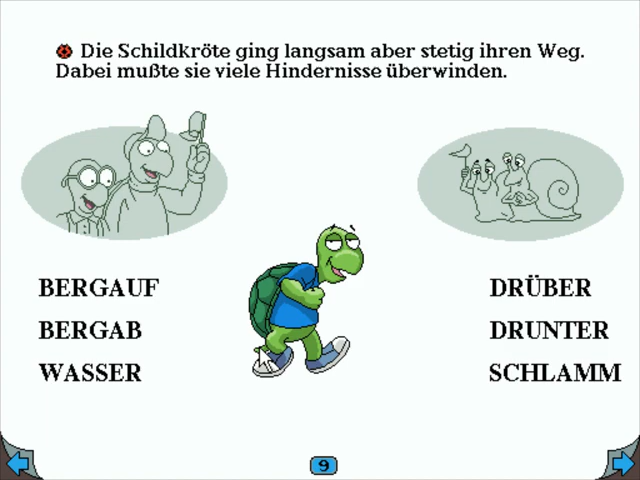 Die Schildkröte ging langsam aber stetig ihren Weg.
Dabei mußte sie viele Hindernisse überwinden.
BERGAUF
DRÜBER
BERGAB
DRUNTER
WASSER
SCHLAMM
9